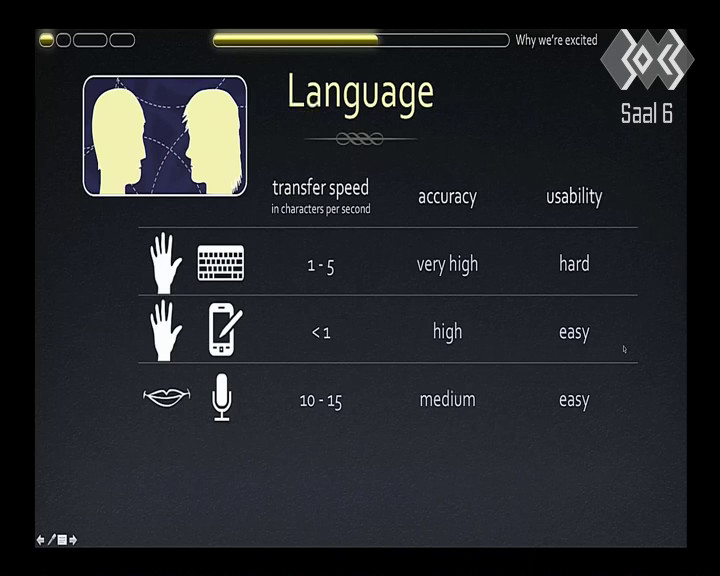 Why we're excited
Saal 6
Language
transfer speed
in characters per second
accuracy
usability
1 - 5
very high
hard
< 1
high
easy
10 - 15
medium
easy